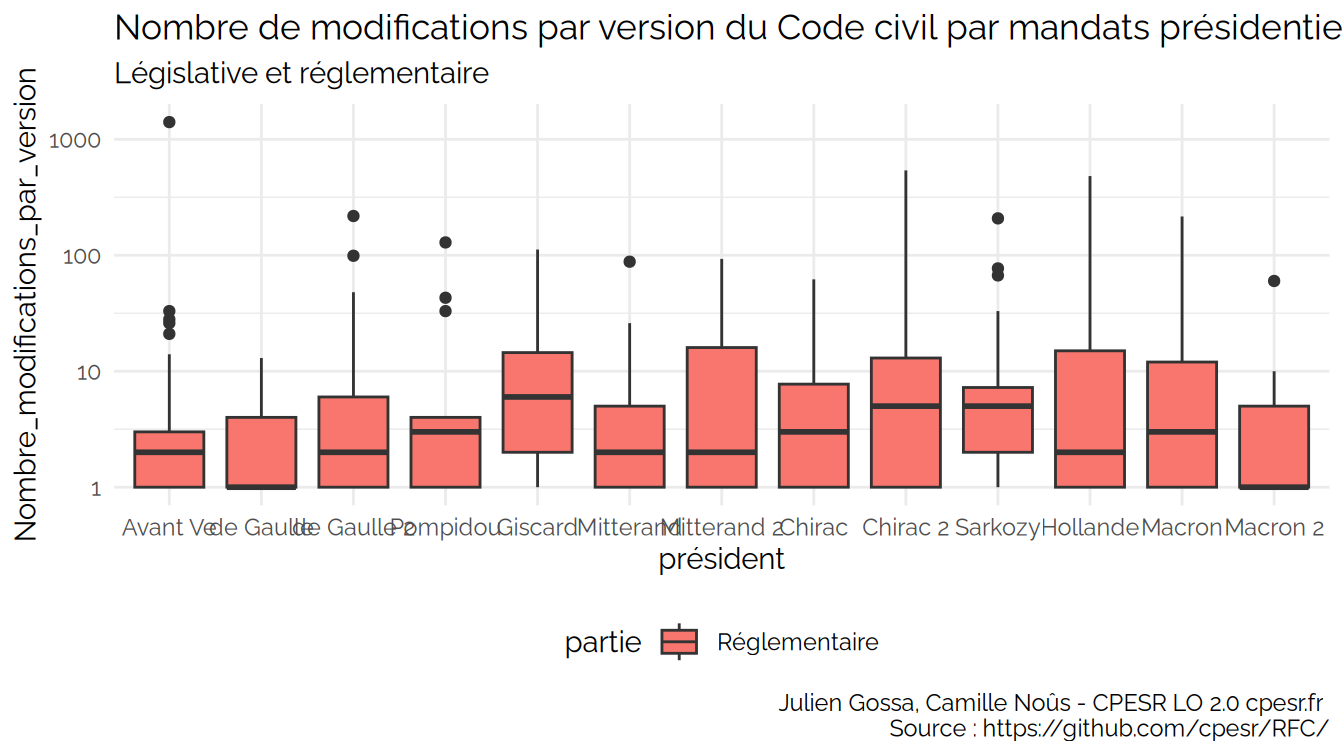 Nombre de modifications par version du Code civil par mandats présidentie
Législative et réglementaire
Nombre_modifications_par_version
1000
100
10
1
Avant Ve de Gaulle de Gaulle 2 Pompidou Giscard Mitterand Mitterand 2 Chirac Chirac 2 Sarkozy Hollande Macron Macron 2
président
partie Réglementaire
Julien Gossa, Camille Noûs - CPESR LO 2.0 cpesr.fr
Source : https://github.com/cpesr/RFC/